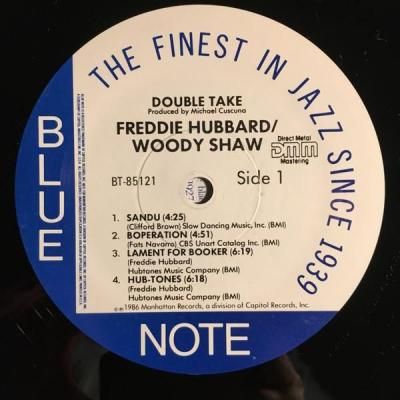 THE FINEST IN JAZZ SINCE 1939
BLUE
NOTE
DOUBLE TAKE
Produced by Michael Cuscuna
FREDDIE HUBBARD/
WOODY SHAW
Direct Metal
DMM
Mastering
BT-85121
Side 1
1. SANDU (4:25)
(Clifford Brown) Slow Dancing Music, Inc. (BMI)
2. BOPERATION (4:51)
(Fats Navarro) CBS Unart Catalog Inc. (BMI)
3. LAMENT FOR BOOKER (6:19)
(Freddie Hubbard)
Hubtones Music Company (BMI)
4. HUB-TONES (6:18)
(Freddie Hubbard)
Hubtones Music Company (BMI)
1986 Manhattan Records, a division of Capitol Records, Inc.